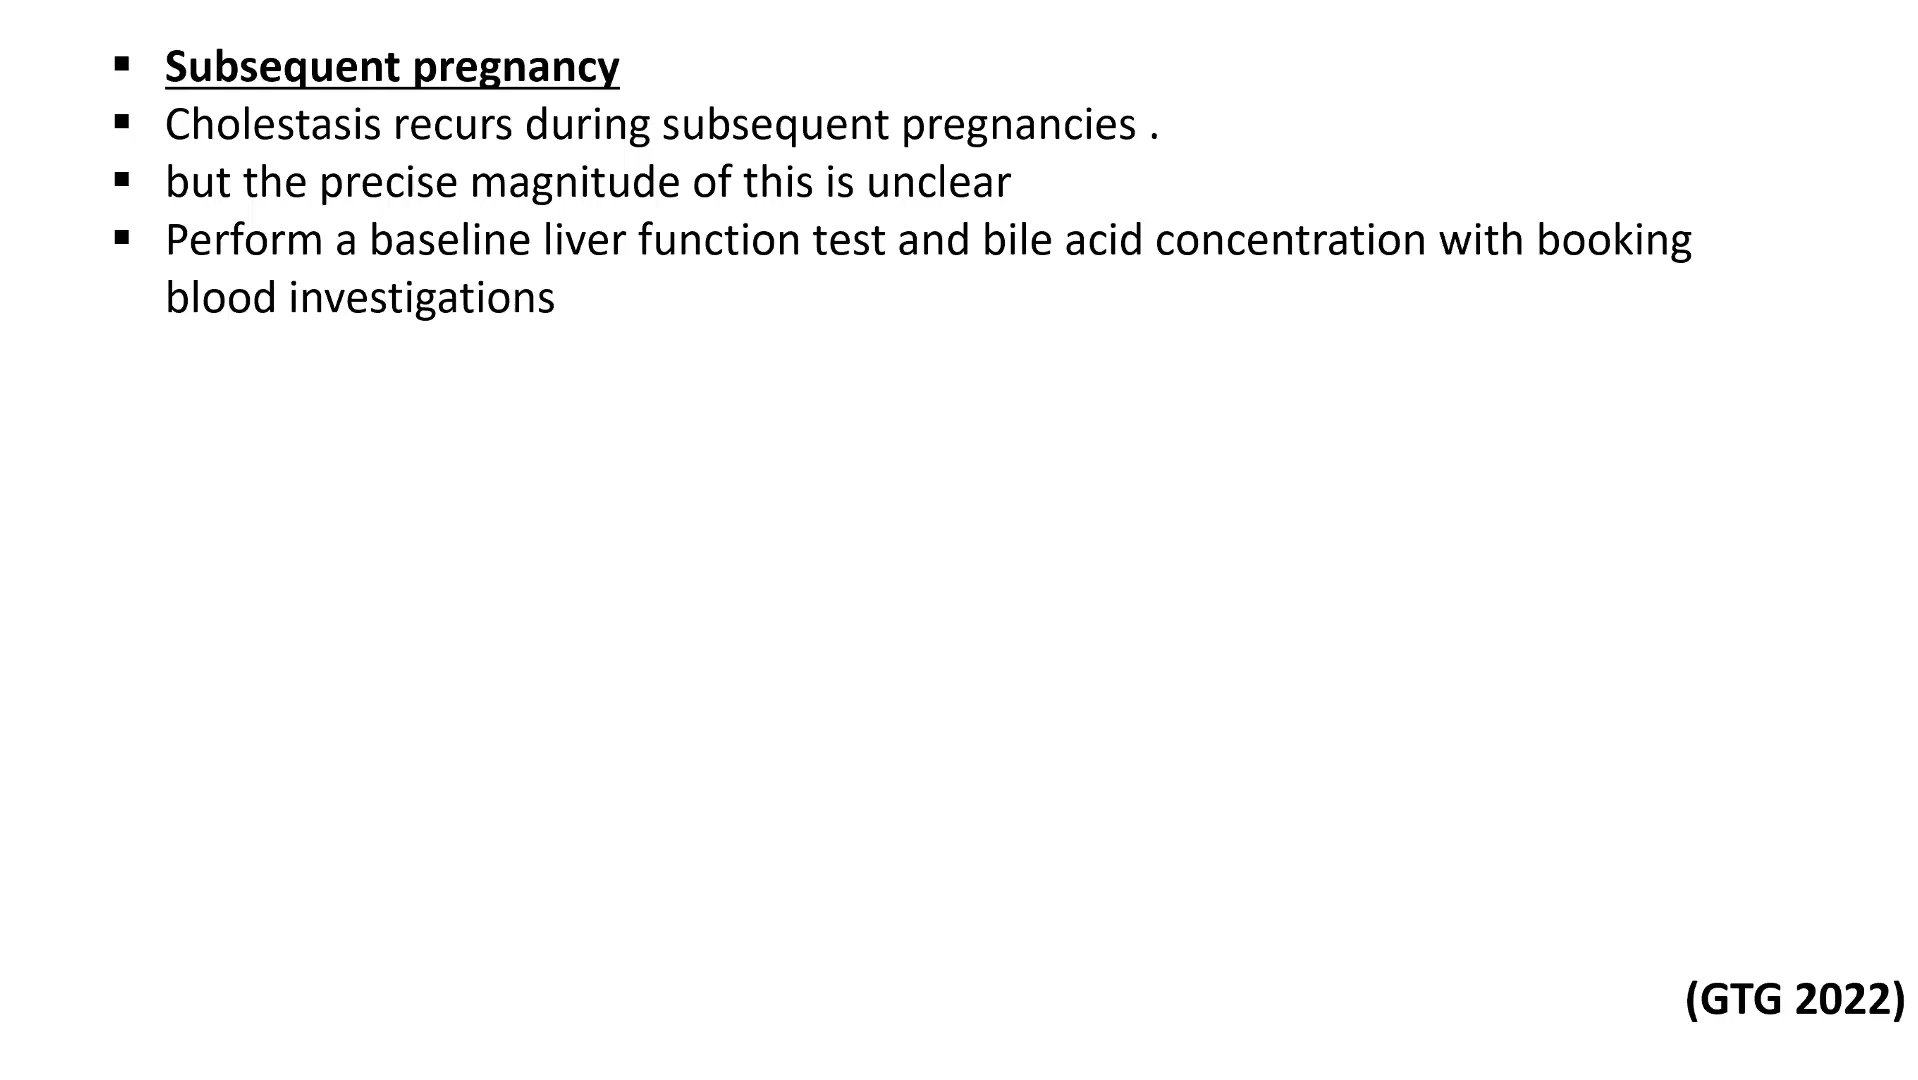 ▪ Subsequent pregnancy
▪ Cholestasis recurs during subsequent pregnancies .
▪ but the precise magnitude of this is unclear
▪ Perform a baseline liver function test and bile acid concentration with booking
blood investigations
(GTG 2022)